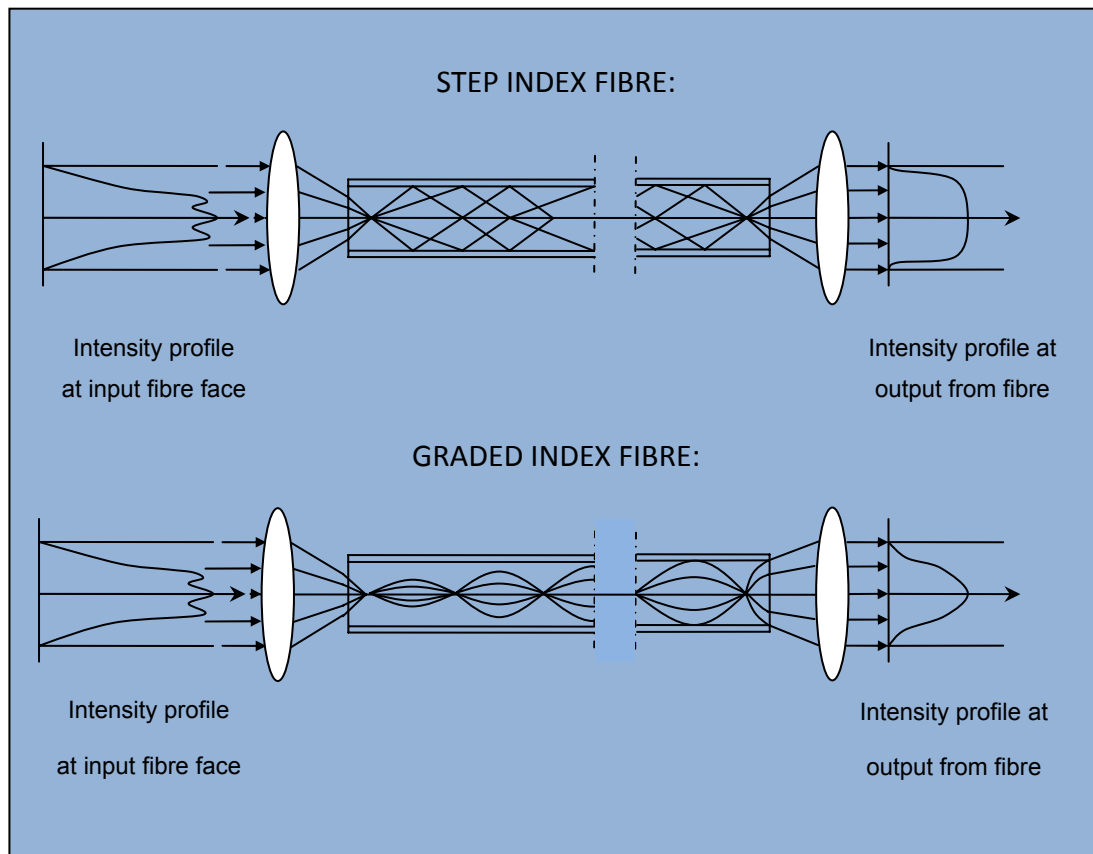 STEP INDEX FIBRE:
Intensity profile
at input fibre face
Intensity profile at
output from fibre
GRADED INDEX FIBRE:
Intensity profile
at input fibre face
Intensity profile at
output from fibre